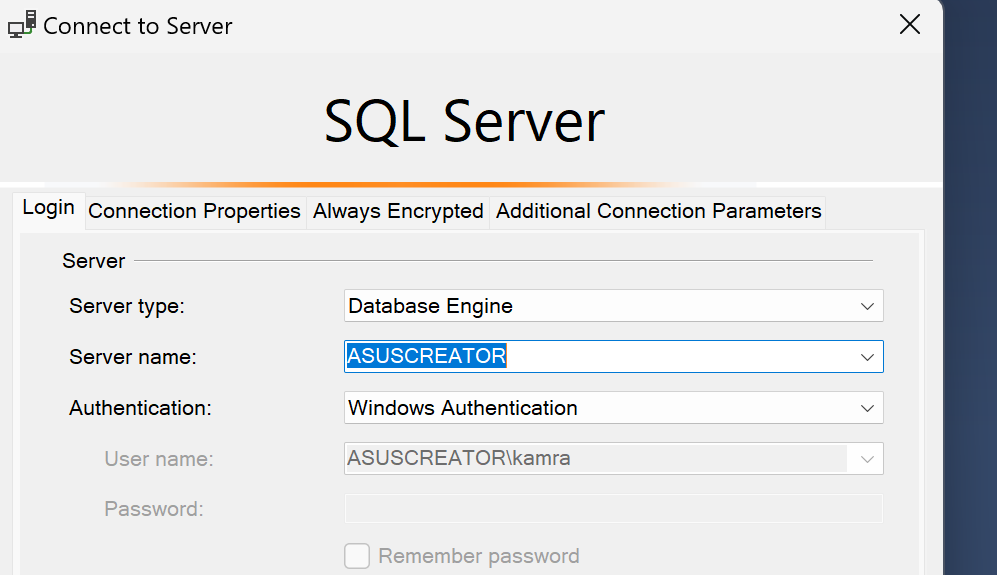 Connect to Server
SQL Server
Login Connection Properties Always Encrypted Additional Connection Parameters
Server
Server type: Database Engine
Server name: ASUSCREATOR
Authentication: Windows Authentication
User name: ASUSCREATOR\kamra
Password:
Remember password